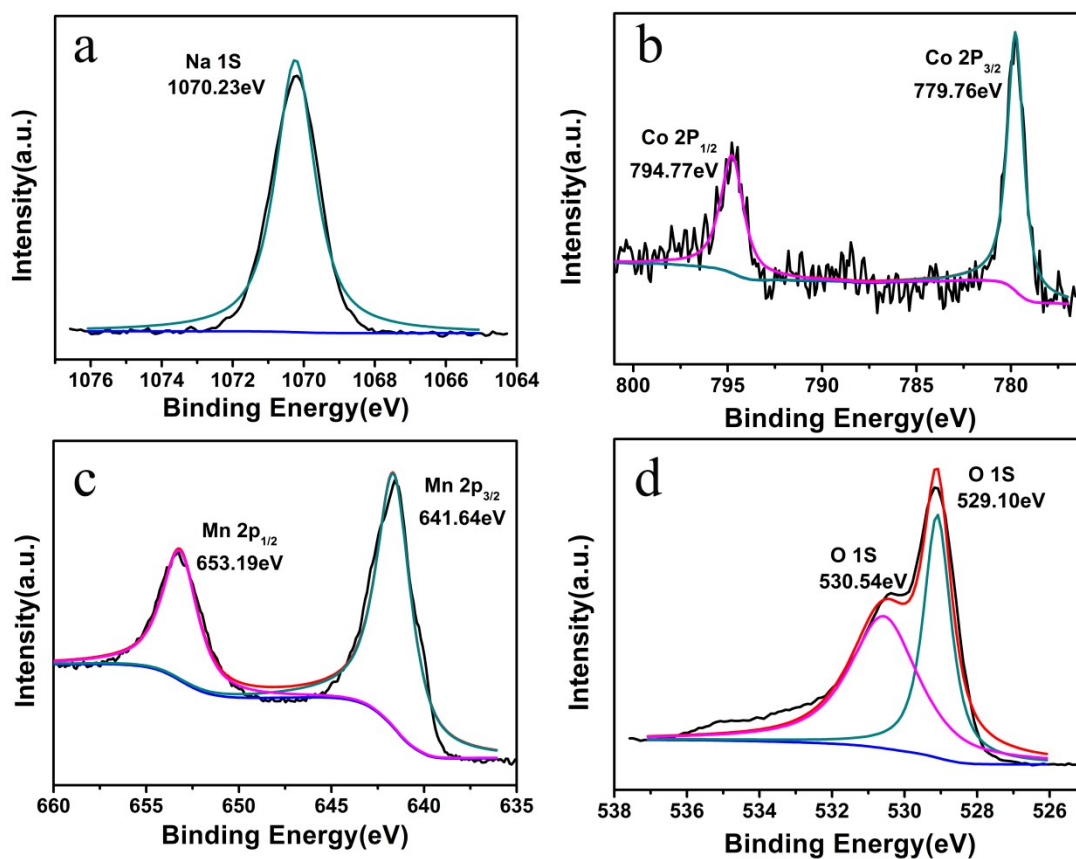 a
Na 1S
1070.23eV
Intensity(a.u.)
1076 1074 1072 1070 1068 1066 1064
Binding Energy(eV)
b
Co 2P3/2
779.76eV
Co 2P1/2
794.77eV
Intensity(a.u.)
800 795 790 785 780
Binding Energy(eV)
c
Mn 2p3/2
641.64eV
Mn 2p1/2
653.19eV
Intensity(a.u.)
660 655 650 645 640 635
Binding Energy(eV)
d
O 1S
529.10eV
O 1S
530.54eV
Intensity(a.u.)
538 536 534 532 530 528 526
Binding Energy(eV)